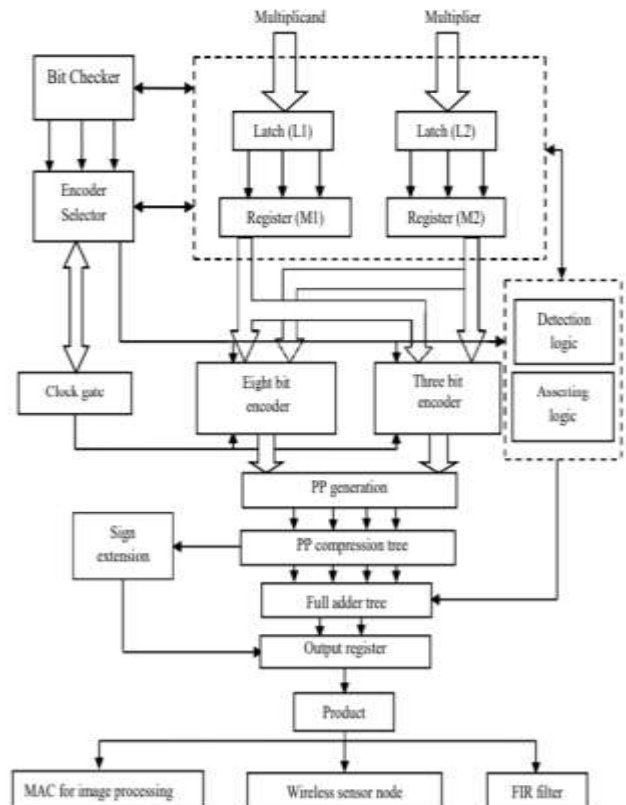 Multiplicand
Multiplier
Bit Checker
Latch (L1)
Latch (L2)
Encoder
Selector
Register (M1)
Register (M2)
Detection
logic
Clock gate
Eight bit
encoder
Three bit
encoder
Asserting
logic
PP generation
Sign
extension
PP compression tree
Full adder tree
Output register
Product
MAC for image processing
Wireless sensor node
FIR filter